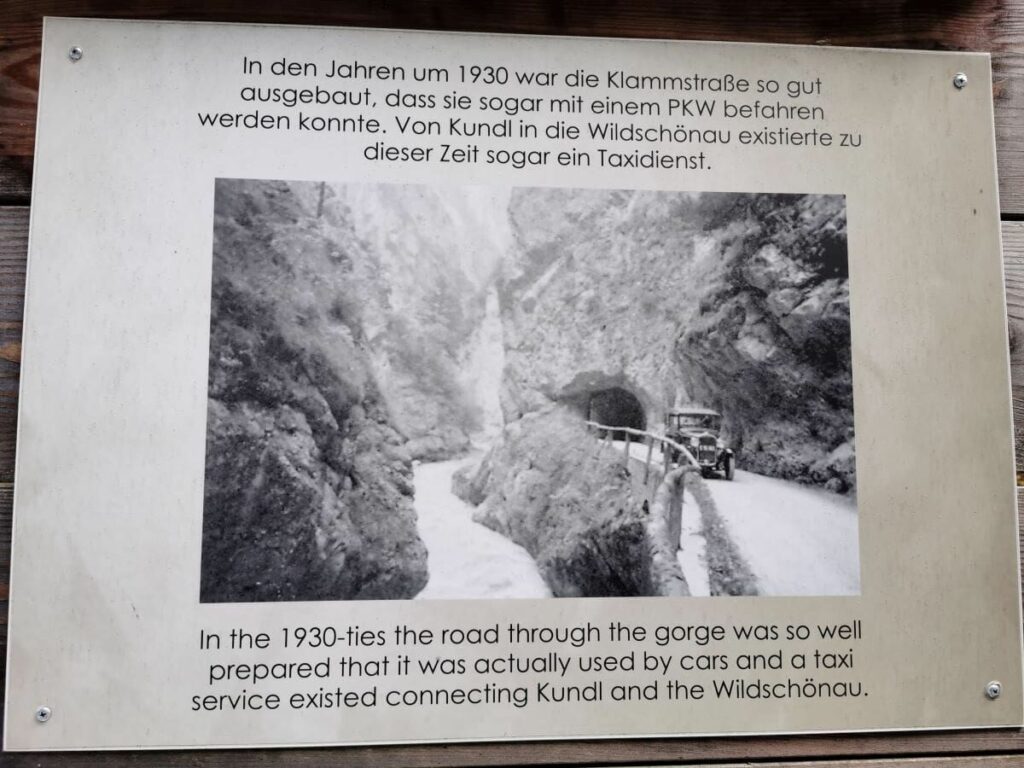 In den Jahren um 1930 war die Klammstraße so gut
ausgebaut, dass sie sogar mit einem PKW befahren
werden konnte. Von Kundl in die Wildschönau existierte zu
dieser Zeit sogar ein Taxidienst.
In the 1930-ties the road through the gorge was so well
prepared that it was actually used by cars and a taxi
service existed connecting Kundl and the Wildschönau.